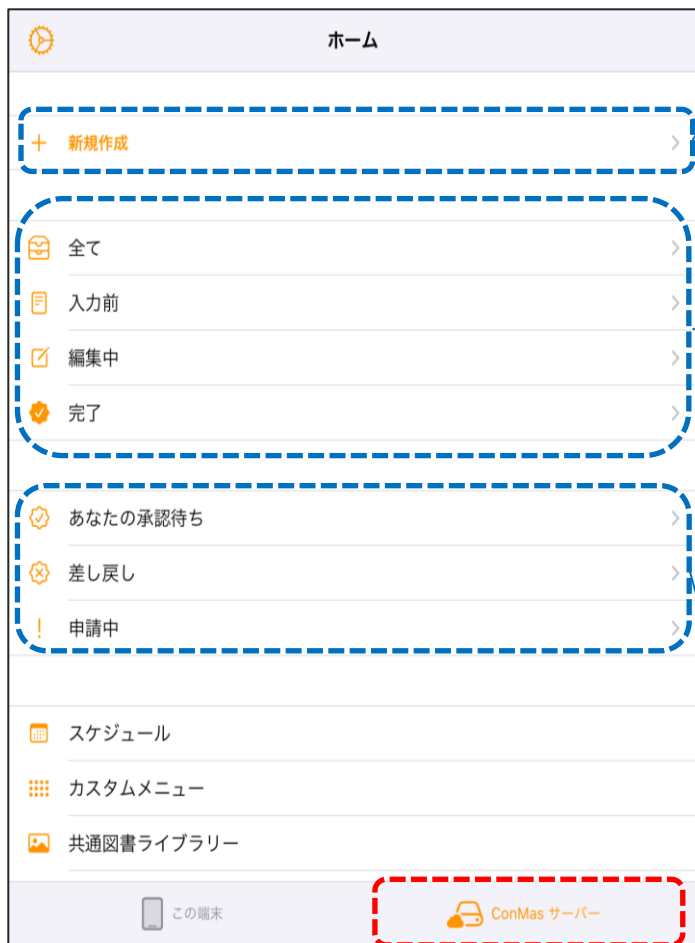 ホーム
新規作成
全て
入力前
編集中
完了
あなたの承認待ち
差し戻し
申請中
スケジュール
カスタムメニュー
共通図書ライブラリー
この端末
ConMas サーバー